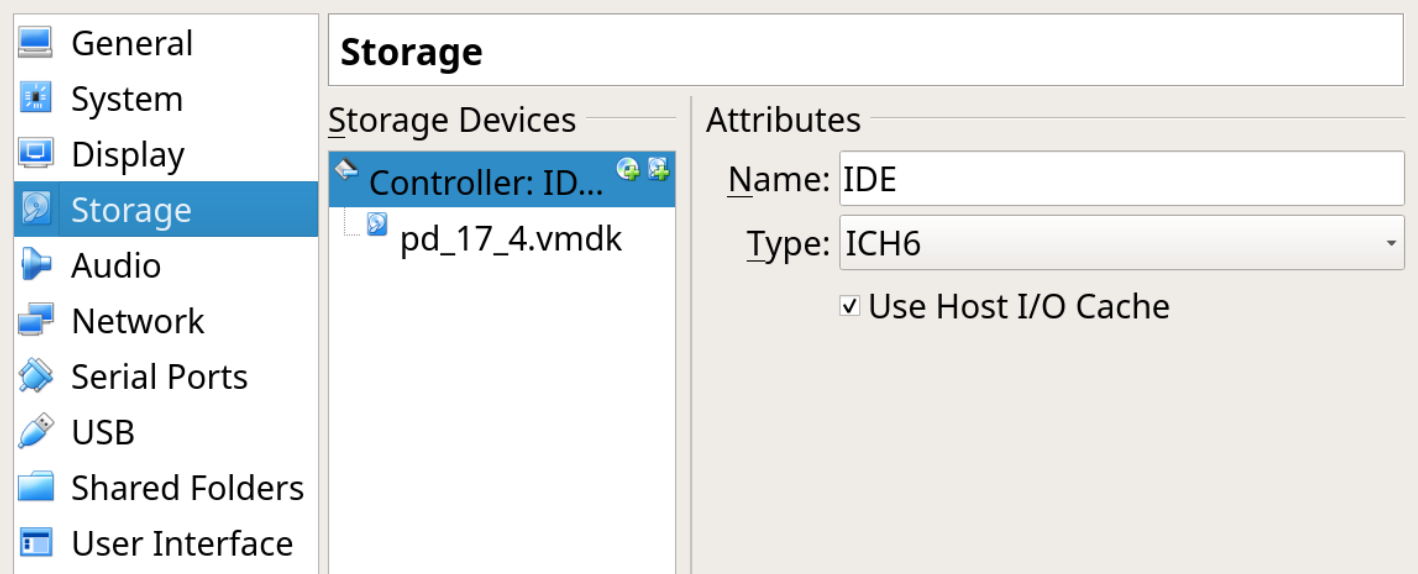 General
System
Display
Storage
Audio
Network
Serial Ports
USB
Shared Folders
User Interface
Storage
Storage Devices
Controller: ID...
pd_17_4.vmdk
Attributes
Name: IDE
Type: ICH6
Use Host I/O Cache